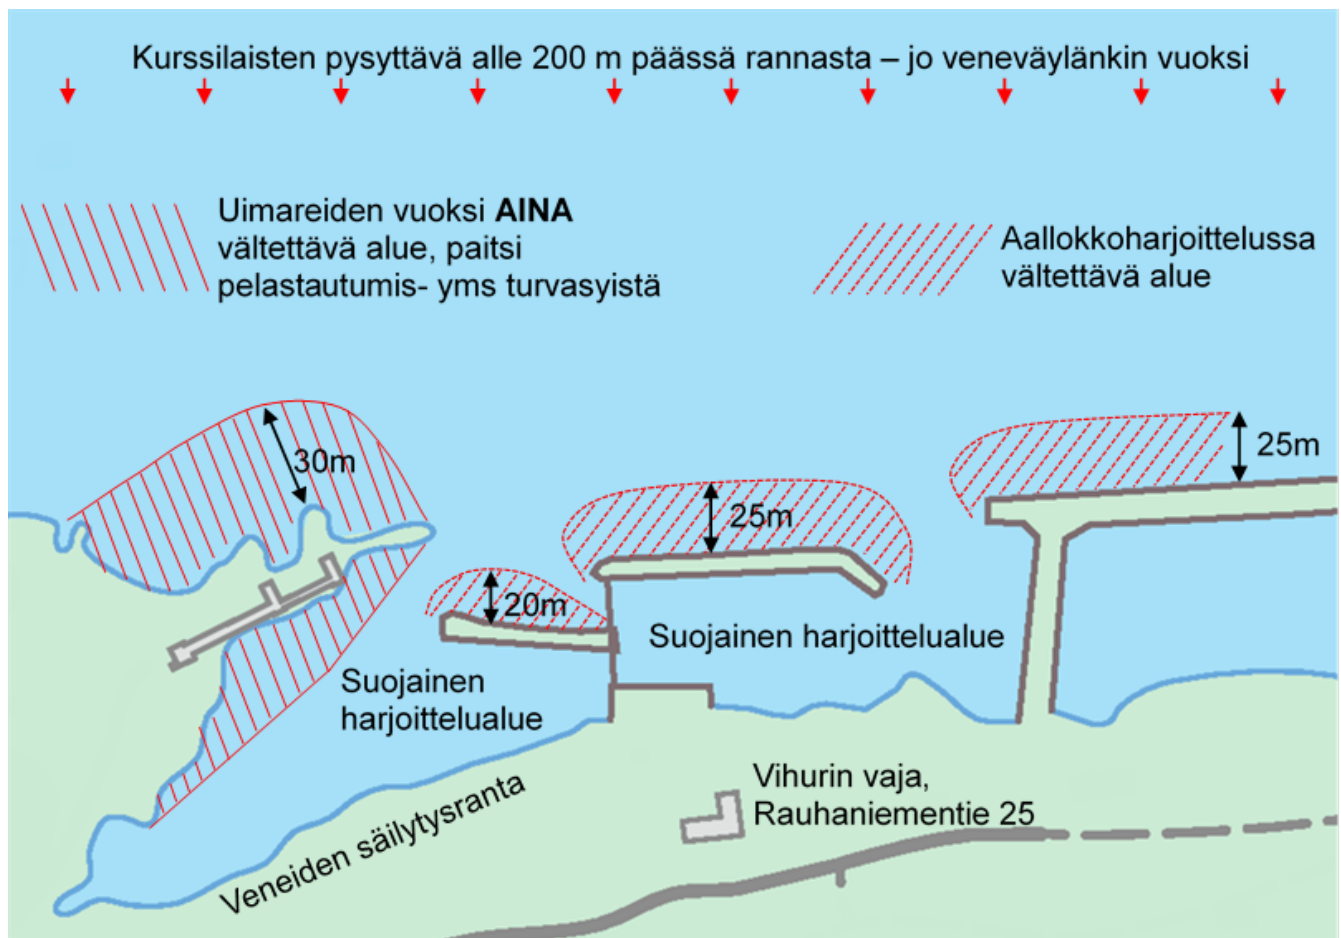 Kurssilaisten pysyttävä alle 200 m päässä rannasta – jo veneväylänkin vuoksi
Uimareiden vuoksi AINA
vältettävä alue, paitsi
pelastautumis- yms turvasyistä
Aallokkoharjoittelussa
vältettävä alue
30m
25m
25m
20m
Suojainen harjoittelualue
Suojainen
harjoittelualue
Vihurin vaja,
Rauhaniementie 25
Veneiden säilytysranta